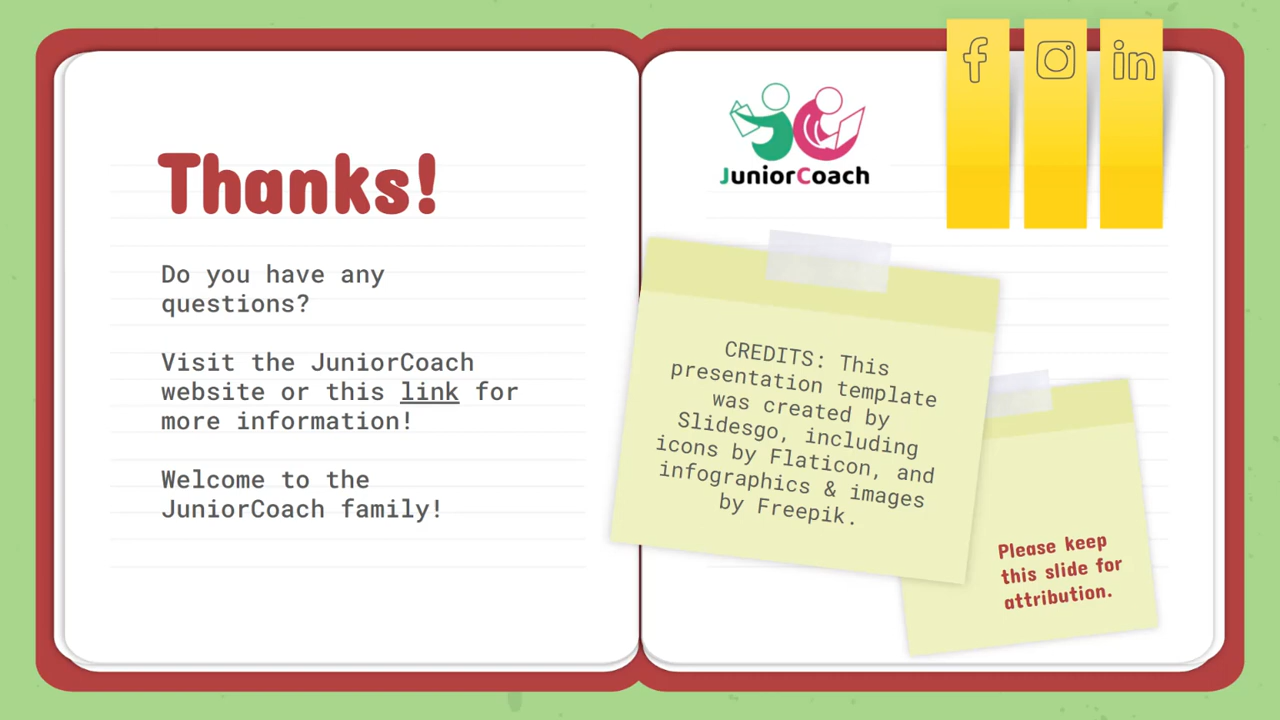 Thanks!
Do you have any
questions?
Visit the JuniorCoach
website or this link for
more information!
Welcome to the
JuniorCoach family!
JuniorCoach
f
in
CREDITS: This
presentation template
was created by
Slidesgo, including
icons by Flaticon, and
infographics & images
by Freepik.
Please keep
this slide for
attribution.